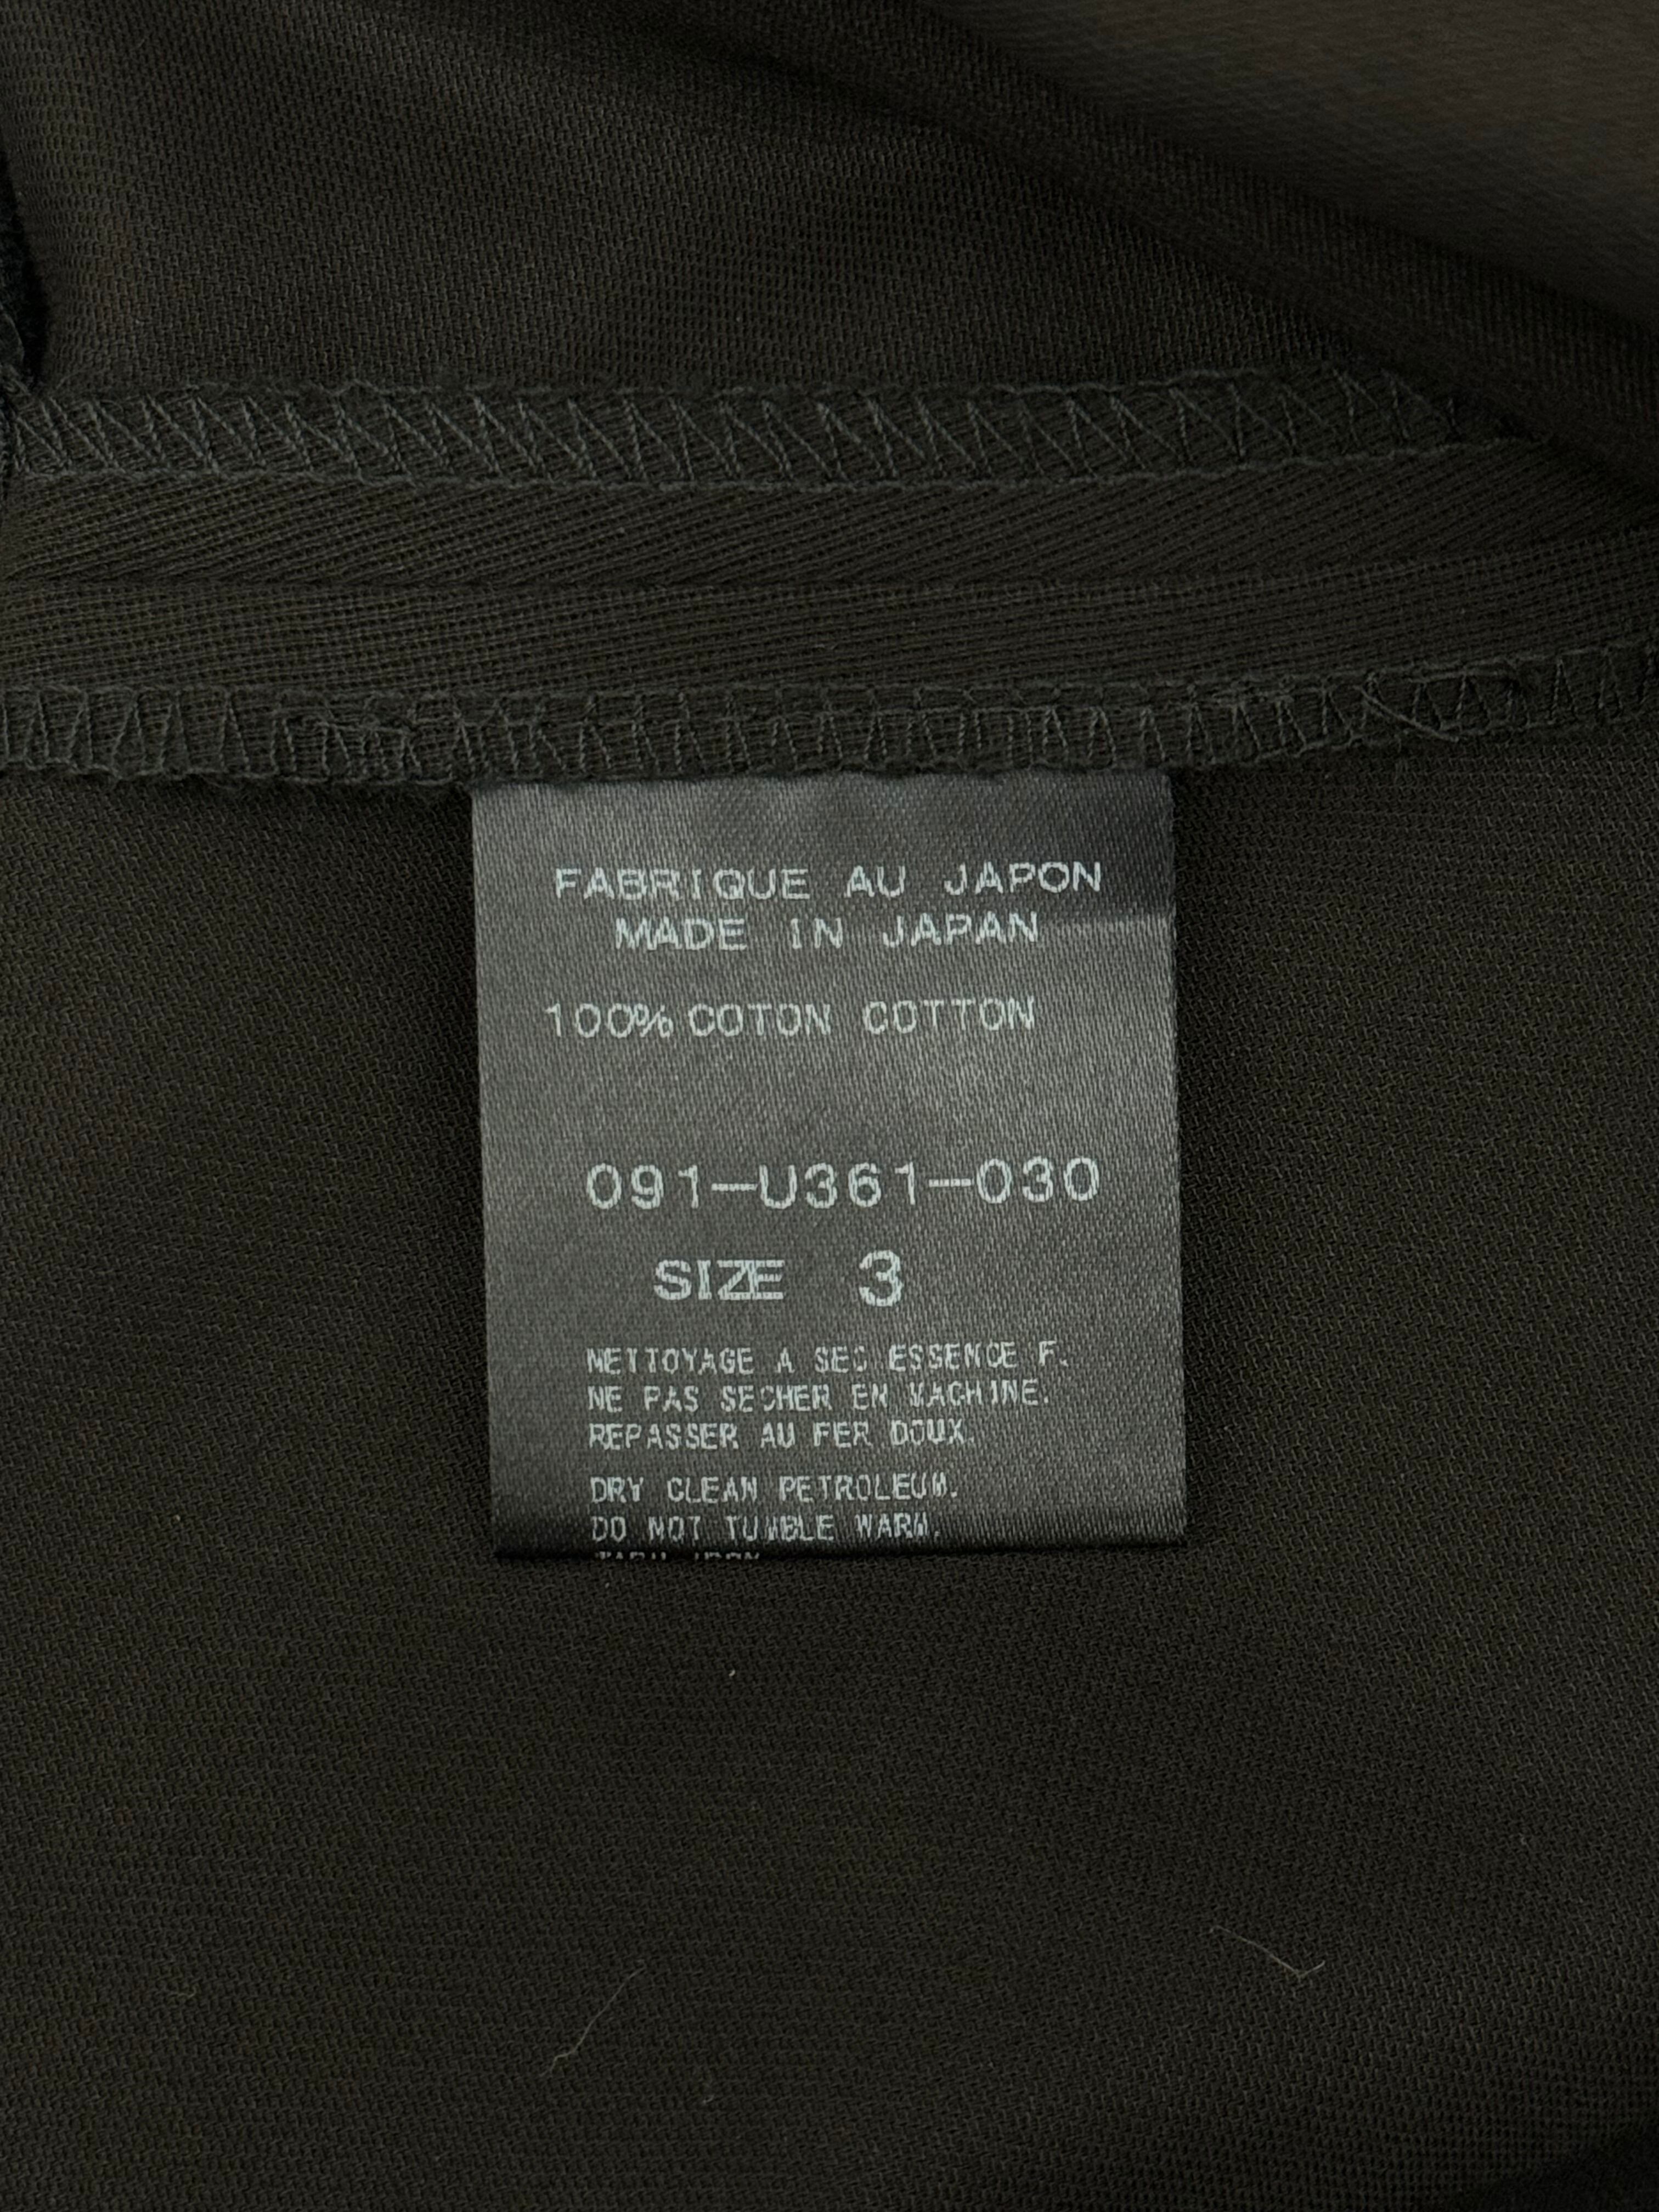 FABRIQUE AU JAPON
MADE IN JAPAN
100% COTON COTTON
091-U361-030
SIZE 3
NETTOYAGE A SEC ESSENCE F.
NE PAS SECHER EN MACHINE.
REPASSER AU FER DOUX.
DRY CLEAN PETROLEUM.
DO NOT TUMBLE WARM.